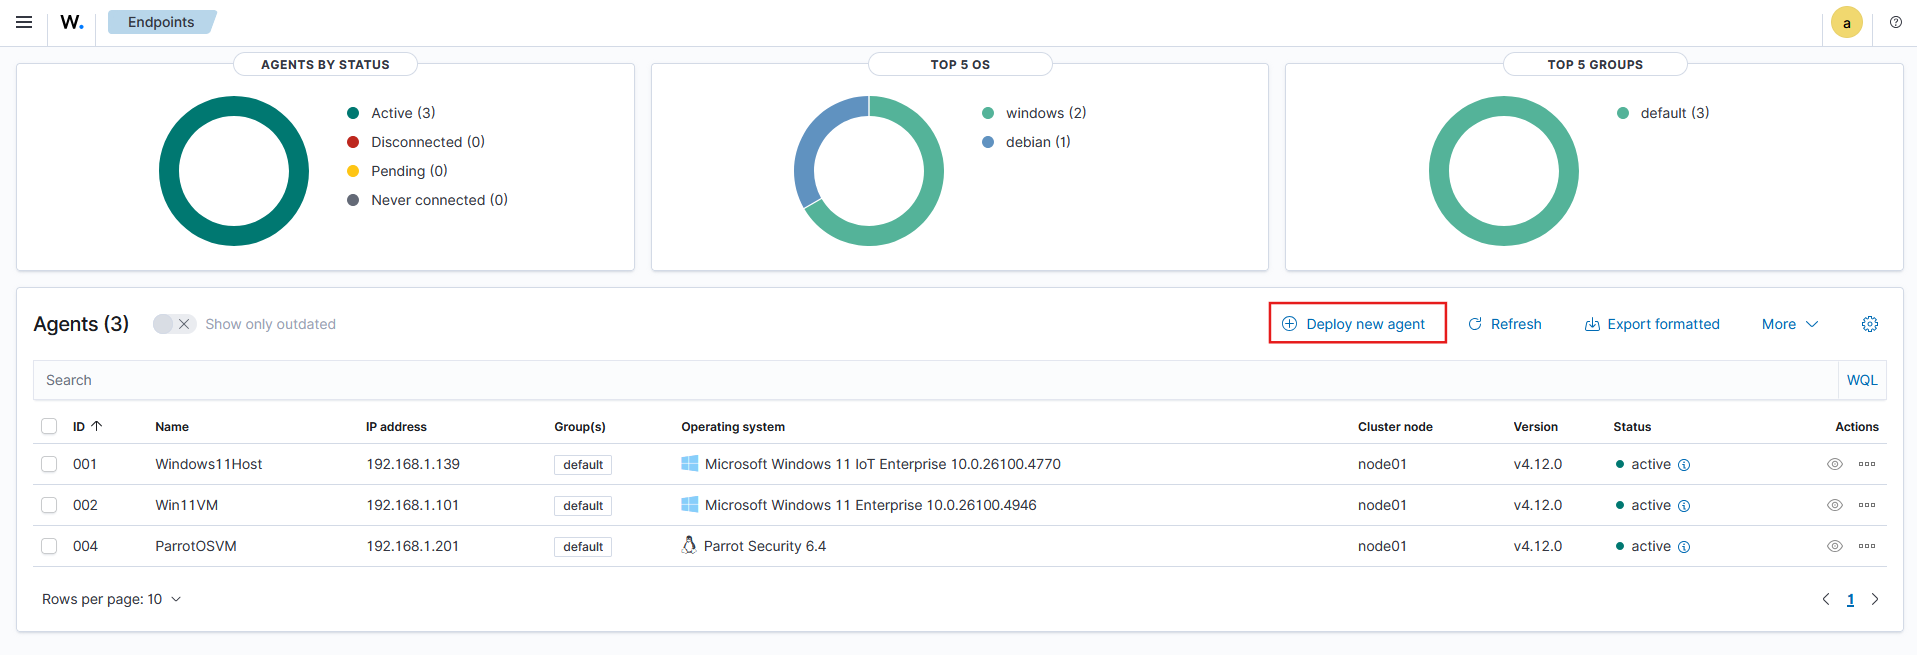 W. Endpoints a
AGENTS BY STATUS
Active (3)
Disconnected (0)
Pending (0)
Never connected (0)
TOP 5 OS
windows (2)
debian (1)
TOP 5 GROUPS
default (3)
Agents (3) Show only outdated Deploy new agent Refresh Export formatted More
Search WQL
ID Name IP address Group(s) Operating system Cluster node Version Status Actions
001 Windows11Host 192.168.1.139 default Microsoft Windows 11 IoT Enterprise 10.0.26100.4770 node01 v4.12.0 active
002 Win11VM 192.168.1.101 default Microsoft Windows 11 Enterprise 10.0.26100.4946 node01 v4.12.0 active
004 ParrotOSVM 192.168.1.201 default Parrot Security 6.4 node01 v4.12.0 active
Rows per page: 10 1